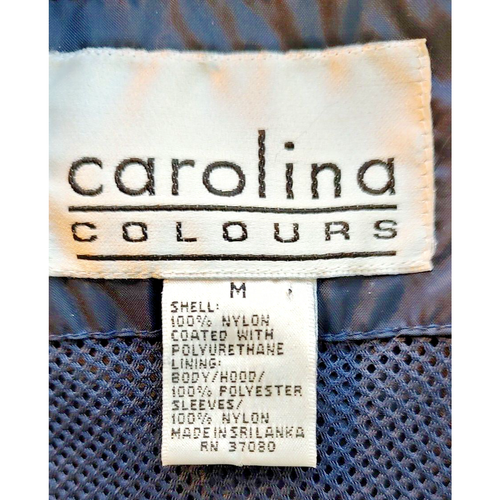 carolina
COLOURS
M
SHELL:
100% NYLON
COATED WITH
POLYURETHANE
LINING:
BODY/HOOD/
100% POLYESTER
SLEEVES/
100% NYLON
MADE IN SRI LANKA
RN 37080